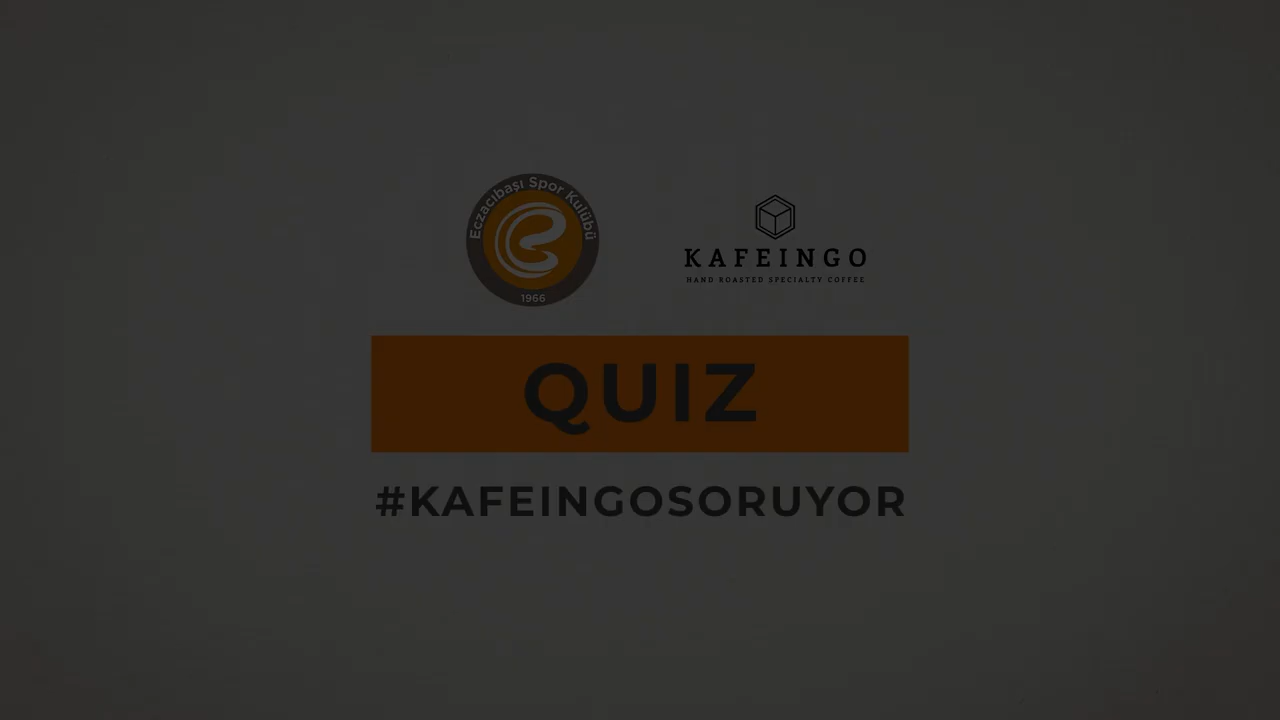 Eczacıbaşı Spor Kulübü
1966
KAFEINGO
HAND ROASTED SPECIALTY COFFEE
QUIZ
#KAFEINGOSORUYOR